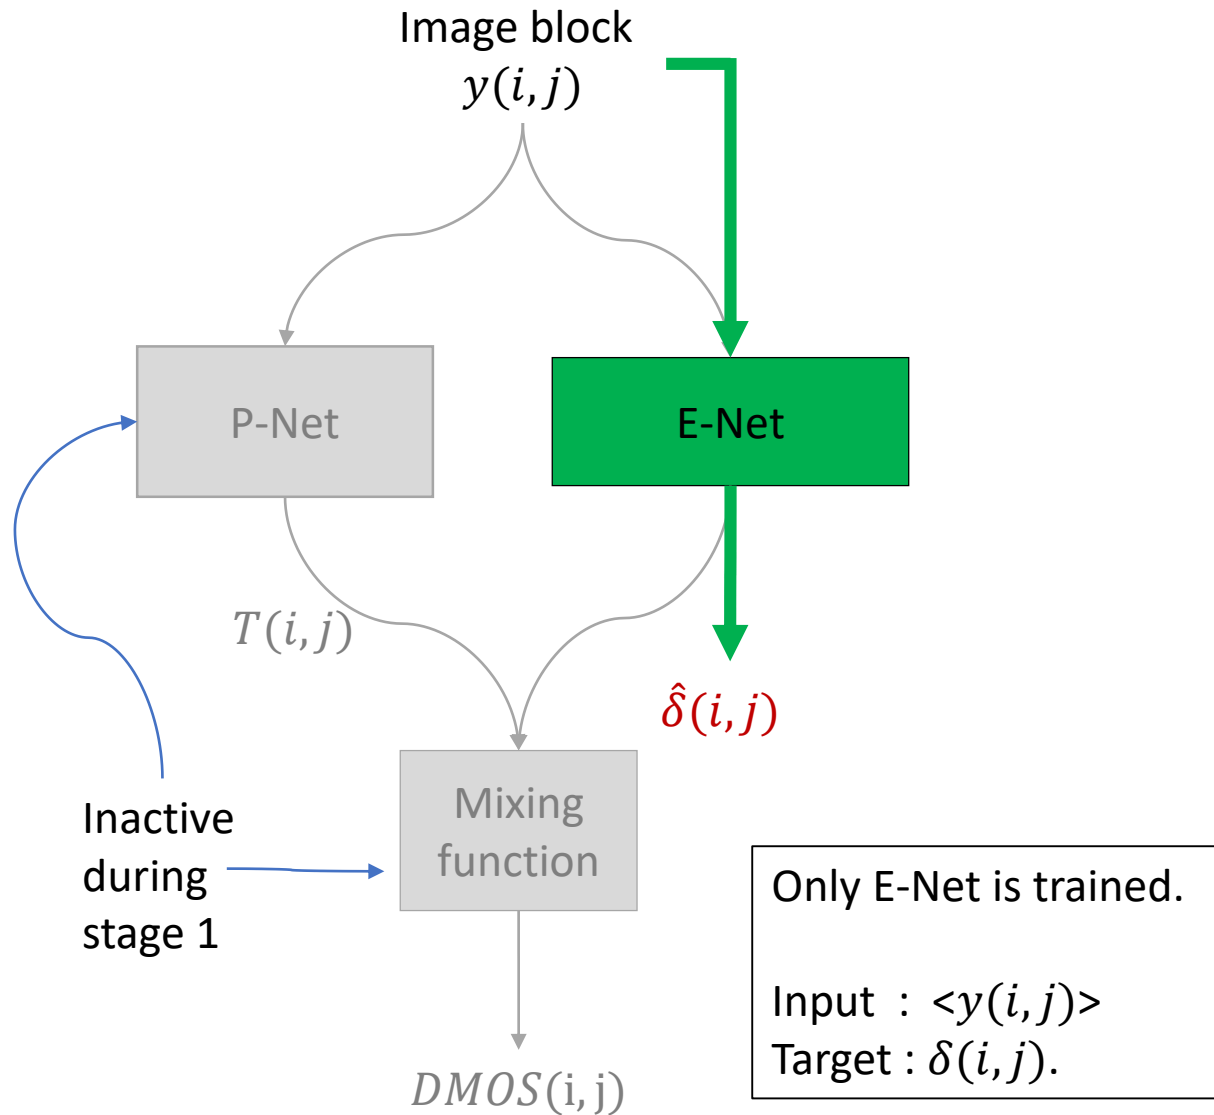 Image block
y(i, j)
P-Net
E-Net
T(i, j)
δ̂(i, j)
Mixing
function
Inactive
during
stage 1
DMOS(i, j)
Only E-Net is trained.
Input : <y(i, j)>
Target : δ(i, j).